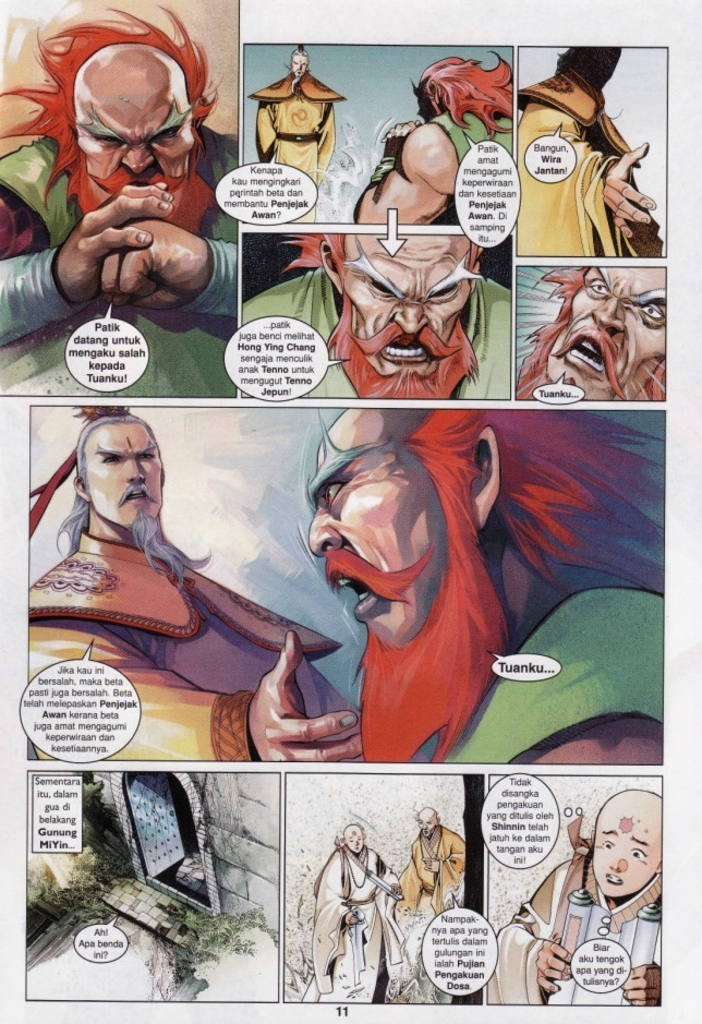 Patik
datang untuk
mengaku salah
kepada
Tuanku!
Kenapa
kau mengingkari
perintah beta dan
membantu Penjejak
Awan?
Patik
amat
mengagumi
keperwiraan
dan kesetiaan
Penjejak
Awan. Di
samping
itu...
...patik
juga benci melihat
Hong Ying Chang
sengaja menculik
anak Tenno untuk
mengugut Tenno
Jepun!
Bangun,
Wira
Jantan!
Tuanku...
Jika kau ini
bersalah, maka beta
pasti juga bersalah. Beta
telah melepaskan Penjejak
Awan kerana beta
juga amat mengagumi
keperwiraan dan
kesetiaannya.
Tuanku...
Sementara
itu, dalam
gua di
belakang
Gunung
MiYin...
Ah!
Apa benda
ini?
Nampak-
nya apa yang
tertulis dalam
gulungan ini
ialah Pujian
Pengakuan
Dosa.
Tidak
disangka
pengakuan
yang ditulis oleh
Shinnin telah
jatuh ke dalam
tangan aku
ini!
Biar
aku tengok
apa yang di-
tulisnya?
11